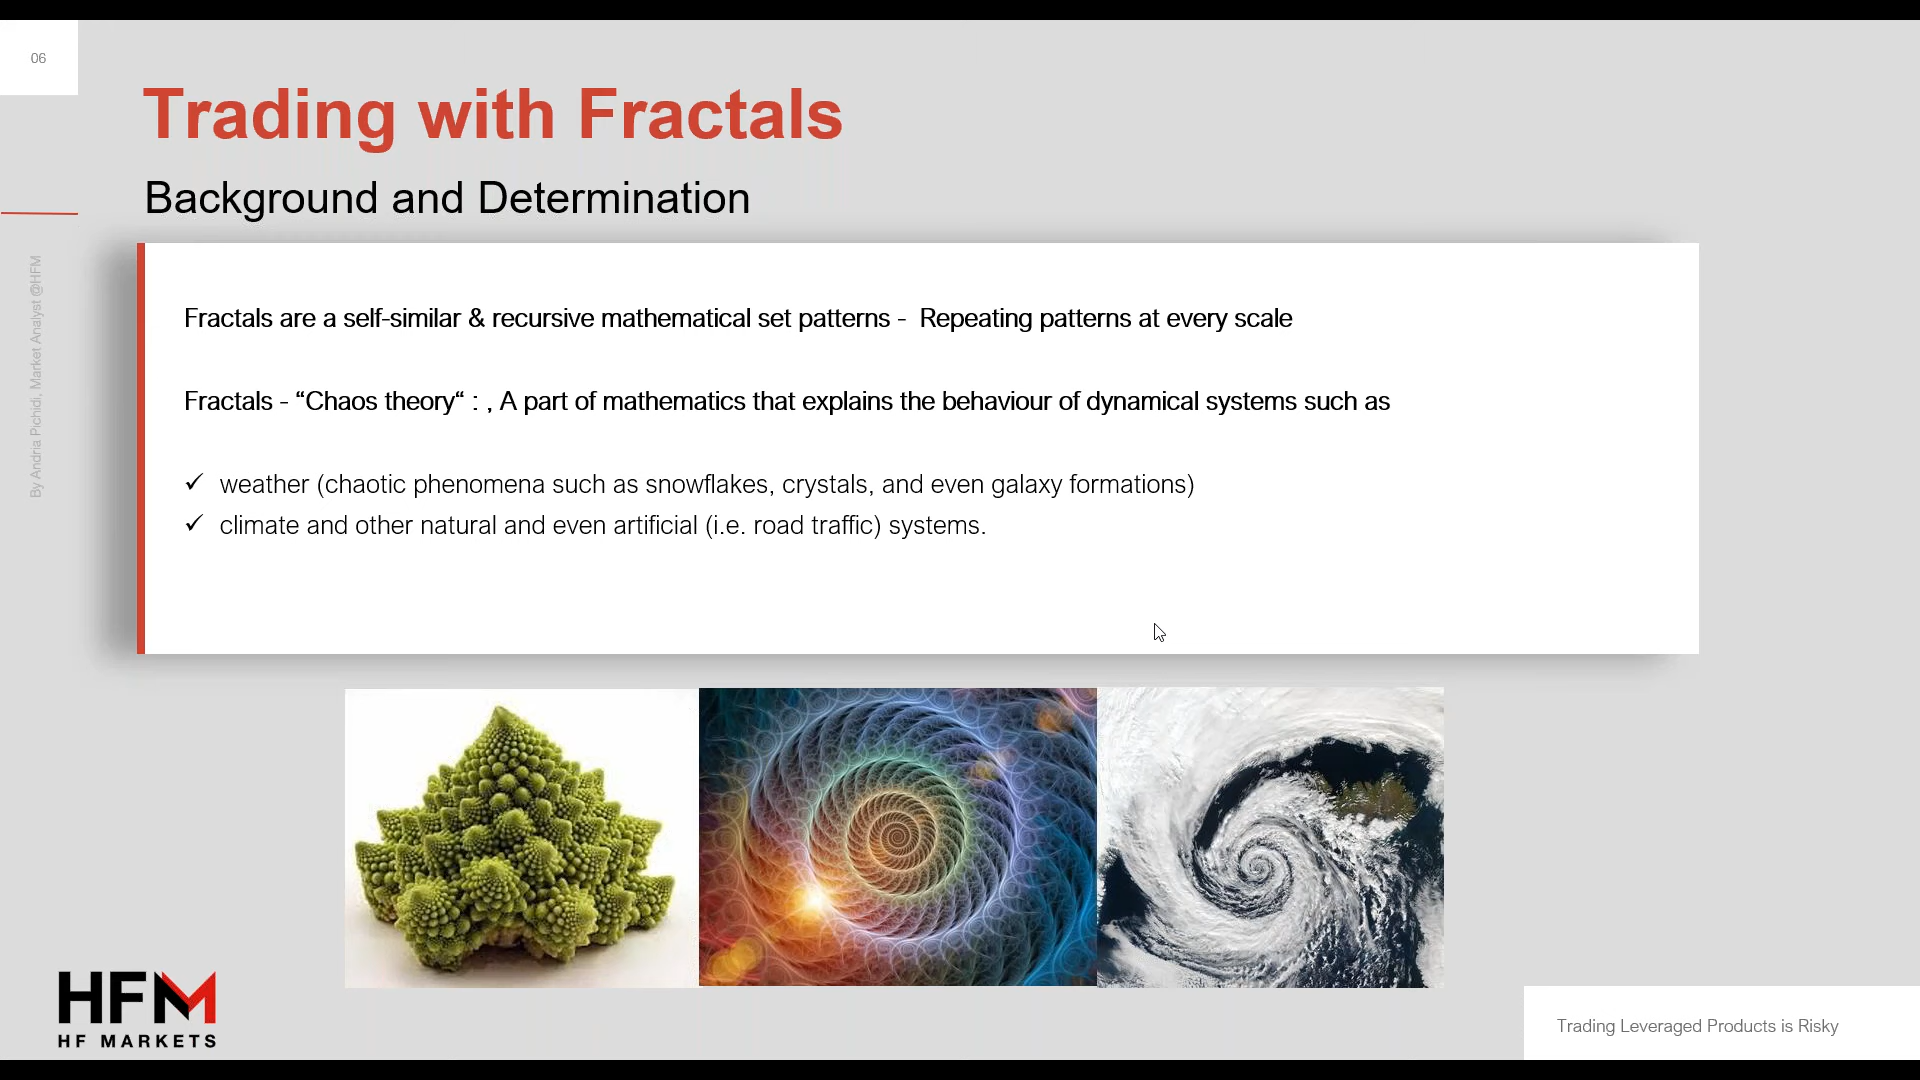 06
Trading with Fractals
Background and Determination
By Andria Pichidi, Market Analyst @HFM
Fractals are a self-similar & recursive mathematical set patterns - Repeating patterns at every scale
Fractals - “Chaos theory“ : , A part of mathematics that explains the behaviour of dynamical systems such as
✓ weather (chaotic phenomena such as snowflakes, crystals, and even galaxy formations)
✓ climate and other natural and even artificial (i.e. road traffic) systems.
HFM
HF MARKETS
Trading Leveraged Products is Risky